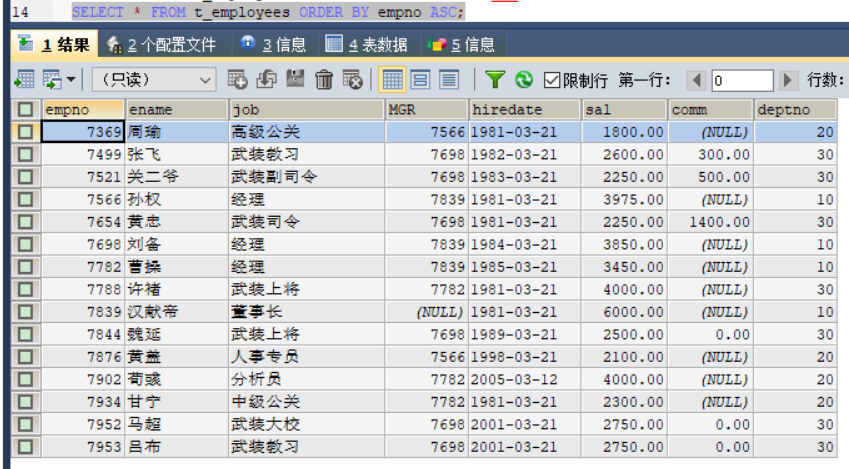 14 SELECT * FROM t_employees ORDER BY empno ASC;
1 结果 2 个配置文件 3 信息 4 表数据 5 信息
（只读） 限制行 第一行: 0 行数:
empno ename job MGR hiredate sal comm deptno
7369 周瑜 高级公关 7566 1981-03-21 1800.00 (NULL) 20
7499 张飞 武装教习 7698 1982-03-21 2600.00 300.00 30
7521 关二爷 武装副司令 7698 1983-03-21 2250.00 500.00 30
7566 孙权 经理 7839 1981-03-21 3975.00 (NULL) 10
7654 黄忠 武装司令 7698 1981-03-21 2250.00 1400.00 30
7698 刘备 经理 7839 1984-03-21 3850.00 (NULL) 10
7782 曹操 经理 7839 1985-03-21 3450.00 (NULL) 10
7788 许褚 武装上将 7782 1981-03-21 4000.00 (NULL) 30
7839 汉献帝 董事长 (NULL) 1981-03-21 6000.00 (NULL) 10
7844 魏延 武装上将 7698 1989-03-21 2500.00 0.00 30
7876 黄盖 人事专员 7566 1998-03-21 2100.00 (NULL) 20
7902 荀彧 分析员 7782 2005-03-12 4000.00 (NULL) 20
7934 甘宁 中级公关 7782 1981-03-21 2300.00 (NULL) 20
7952 马超 武装大校 7698 2001-03-21 2750.00 0.00 30
7953 吕布 武装教习 7698 2001-03-21 2750.00 0.00 30